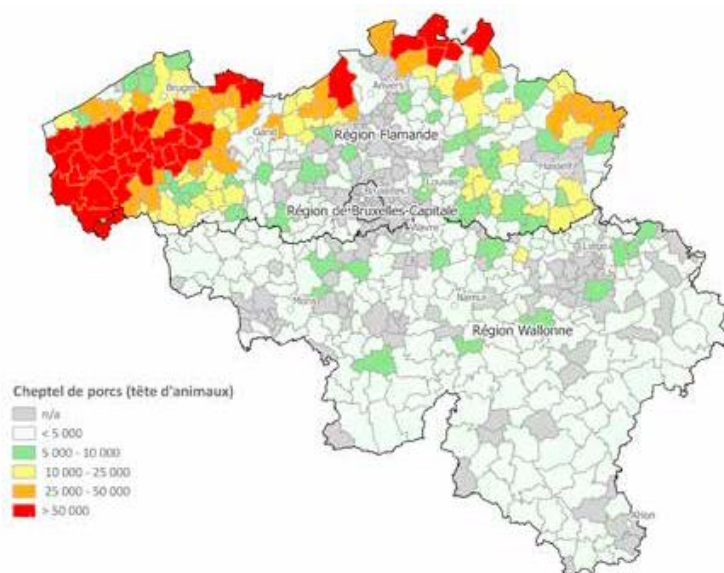 Bruges
Anvers
Gand
Région Flamande
Hasselt
Louvain
Bruxelles
Région de Bruxelles-Capitale
Wavre
Liège
Mons
Namur
Région Wallonne
Arlon
Cheptel de porcs (tête d'animaux)
n/a
< 5 000
5 000 - 10 000
10 000 - 25 000
25 000 - 50 000
> 50 000